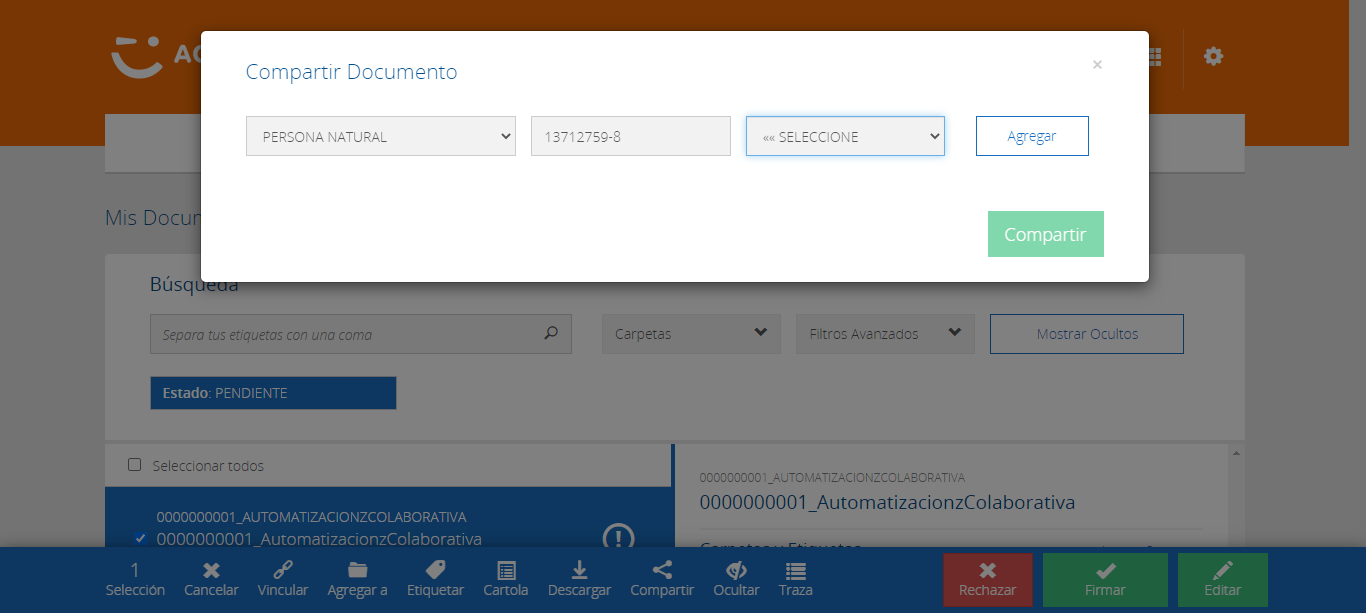 Compartir Documento
×
PERSONA NATURAL
13712759-8
«« SELECCIONE
Agregar
Compartir
Mis Docum
Búsqueda
Separa tus etiquetas con una coma
Carpetas
Filtros Avanzados
Mostrar Ocultos
Estado: PENDIENTE
Seleccionar todos
0000000001_AUTOMATIZACIONZCOLABORATIVA
0000000001_AutomatizacionzColaborativa
0000000001_AUTOMATIZACIONZCOLABORATIVA
0000000001_AutomatizacionzColaborativa
Carpetas y Etiquetas
1
Selección
Cancelar
Vincular
Agregar a
Etiquetar
Cartola
Descargar
Compartir
Ocultar
Traza
Rechazar
Firmar
Editar